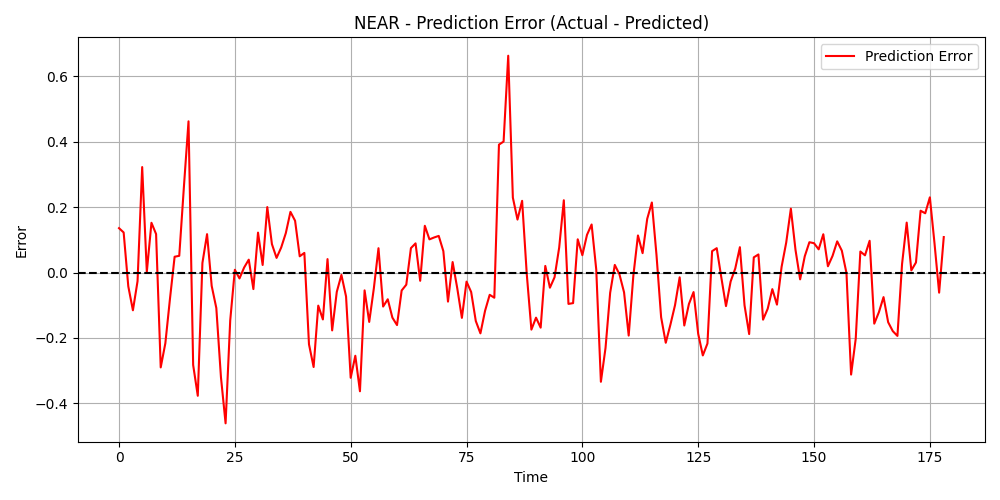 NEAR - Prediction Error (Actual - Predicted)
Prediction Error
Error
0.6
0.4
0.2
0.0
−0.2
−0.4
0 25 50 75 100 125 150 175
Time